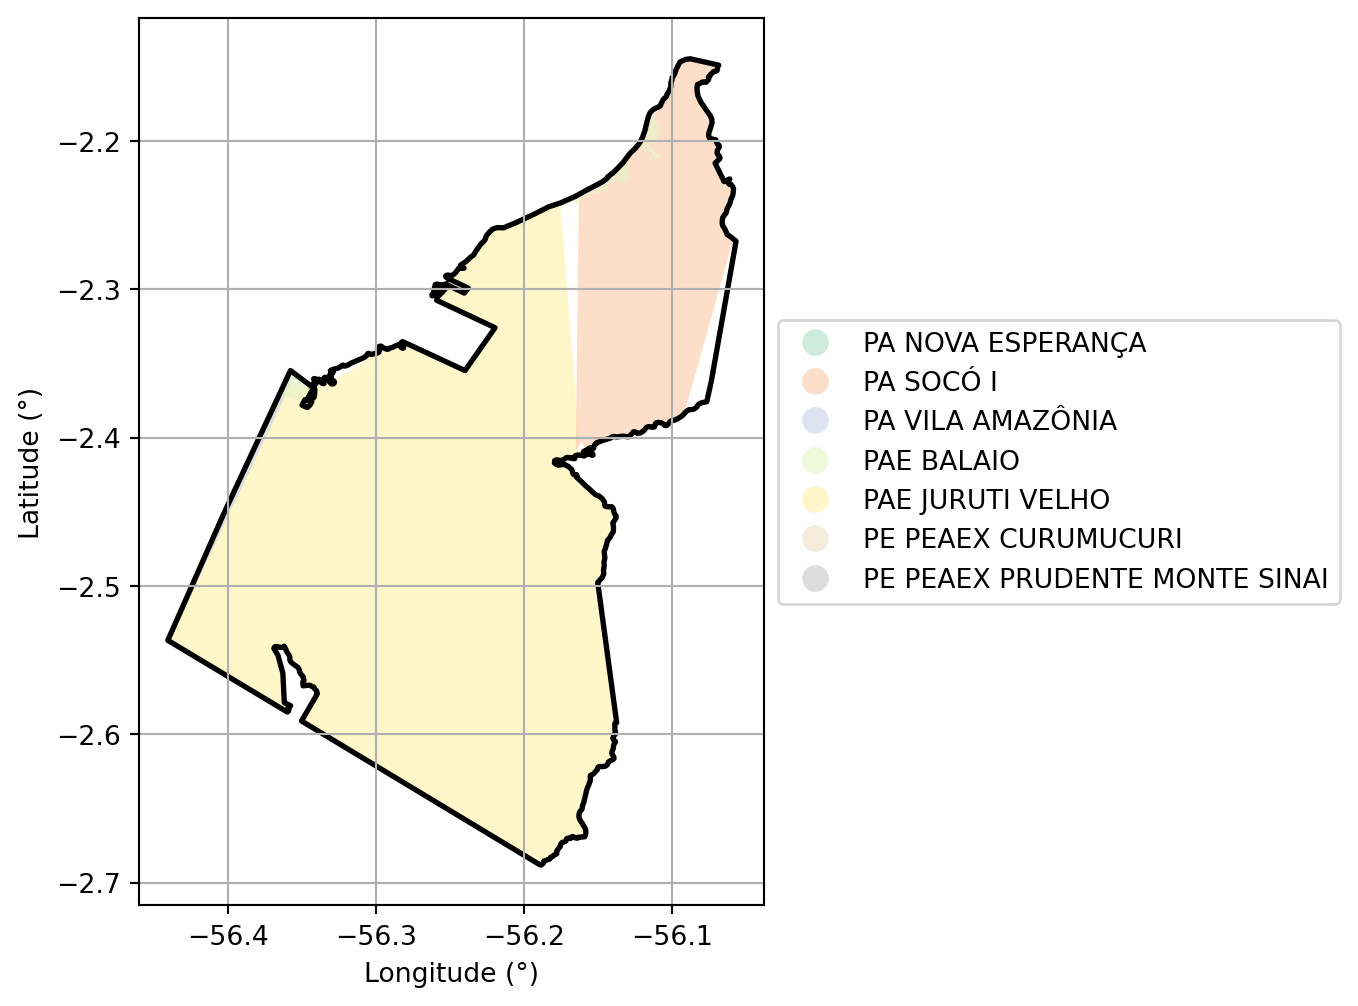 −2.2
−2.3
−2.4
−2.5
−2.6
−2.7
Latitude (°)
−56.4
−56.3
−56.2
−56.1
Longitude (°)
PA NOVA ESPERANÇA
PA SOCÓ I
PA VILA AMAZÔNIA
PAE BALAIO
PAE JURUTI VELHO
PE PEAEX CURUMUCURI
PE PEAEX PRUDENTE MONTE SINAI